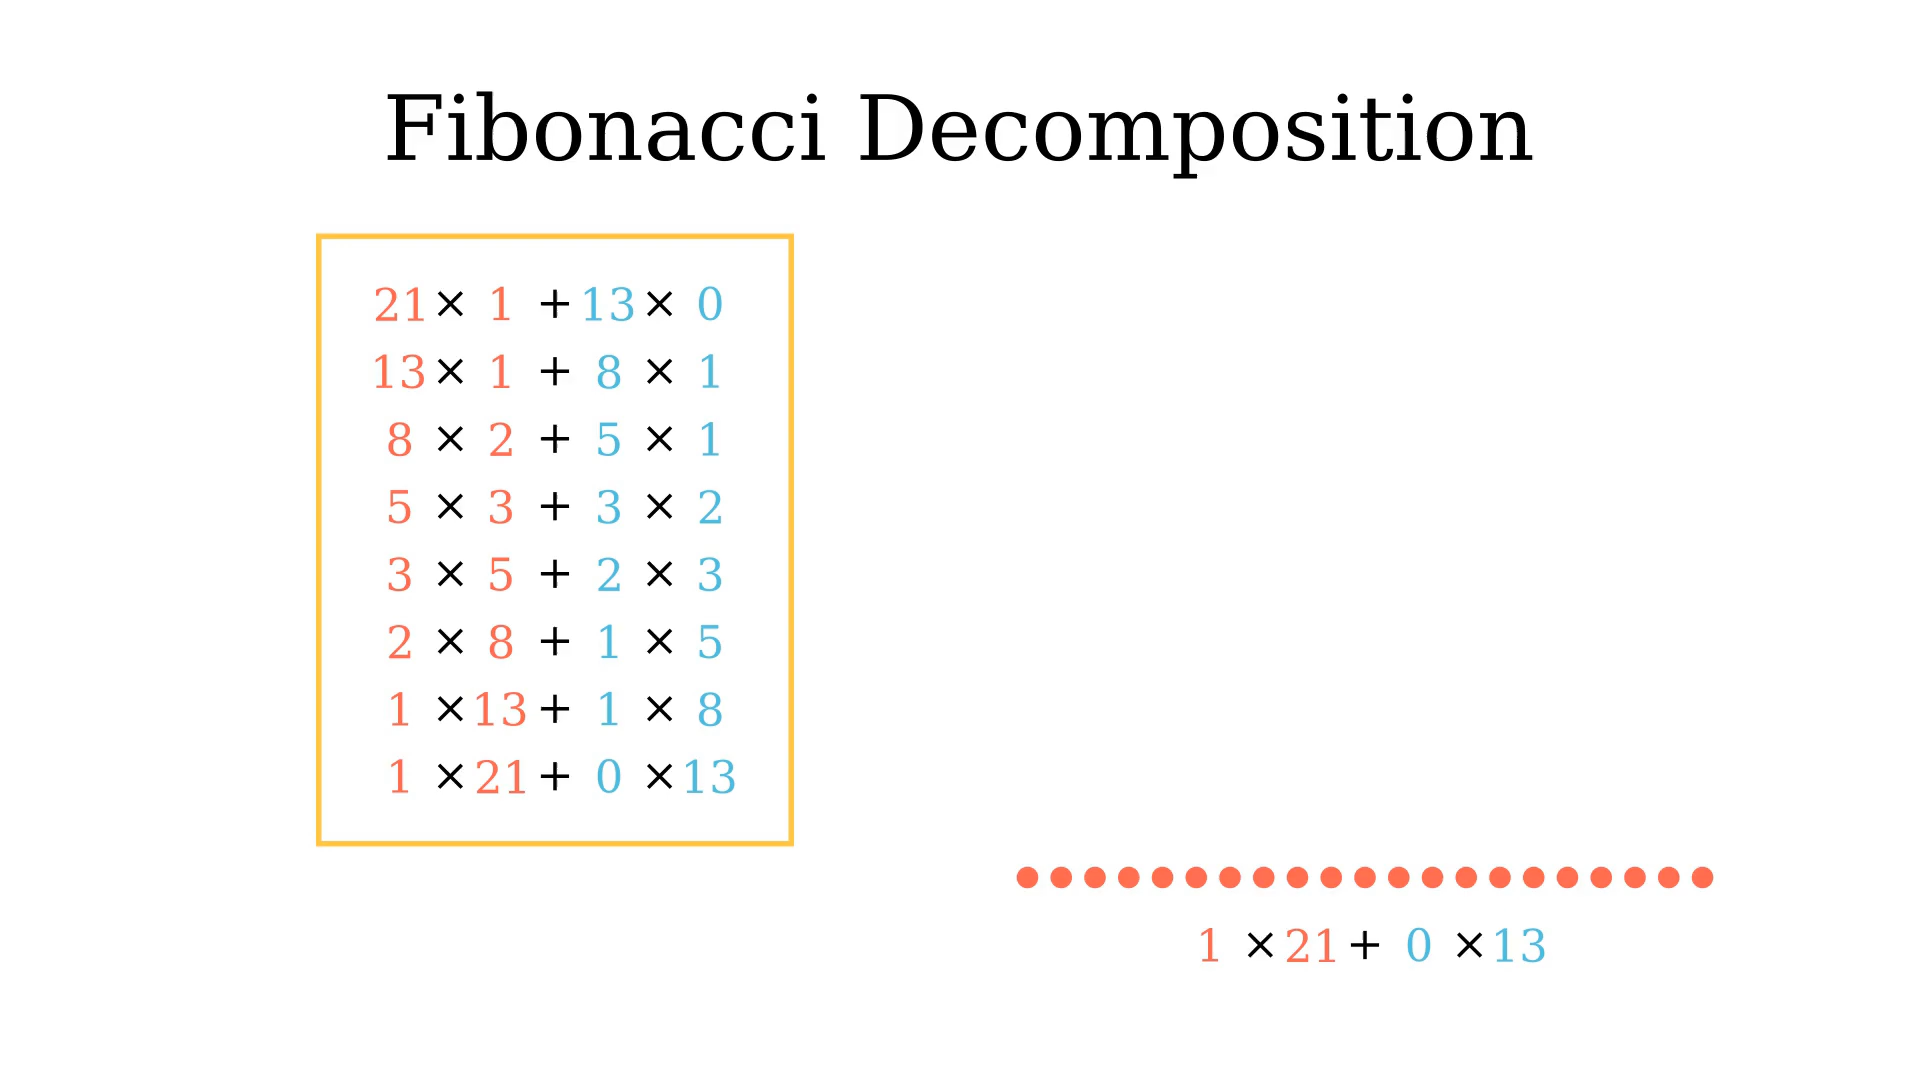 Fibonacci Decomposition
21 × 1 + 13 × 0
13 × 1 + 8 × 1
8 × 2 + 5 × 1
5 × 3 + 3 × 2
3 × 5 + 2 × 3
2 × 8 + 1 × 5
1 × 13 + 1 × 8
1 × 21 + 0 × 13
1 × 21 + 0 × 13